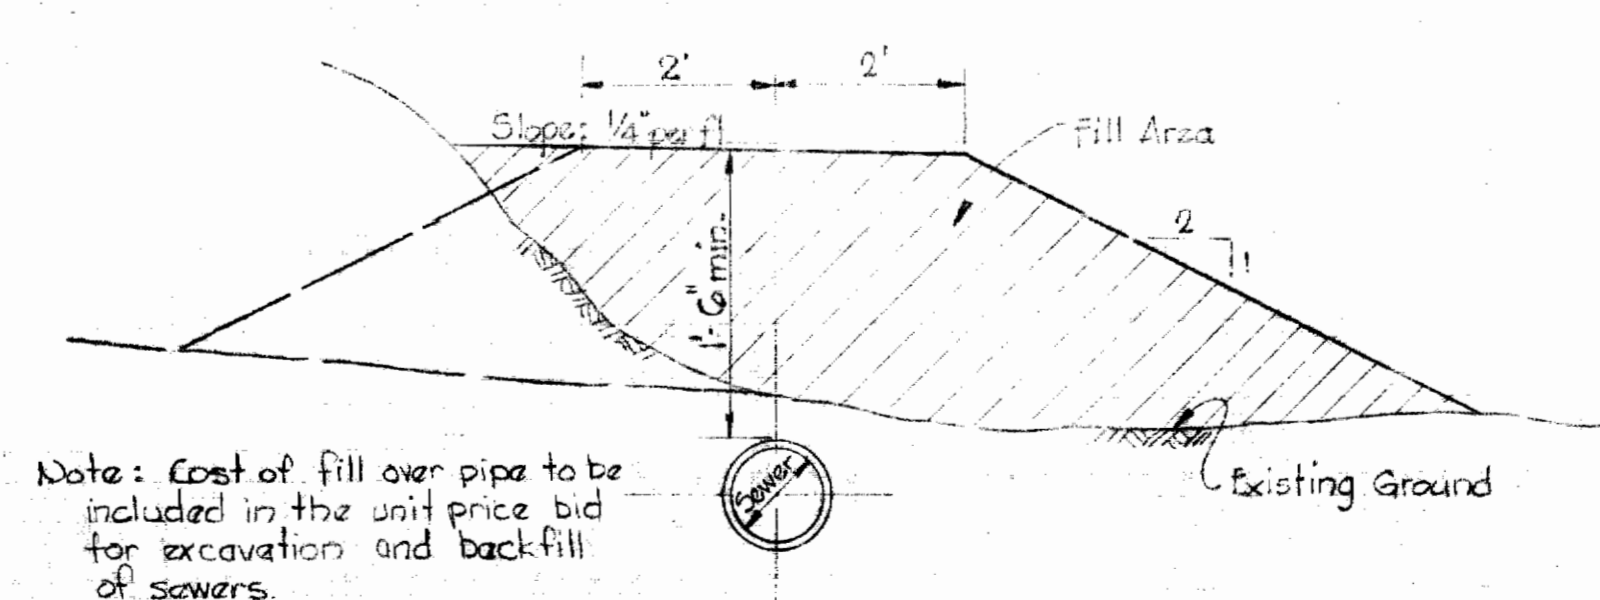 2' 2'
Slope: 1/4" per ft
Fill Area
2
1
1'-6" min.
Sewer
Existing Ground
Note: Cost of fill over pipe to be
included in the unit price bid
for excavation and backfill
of sewers.